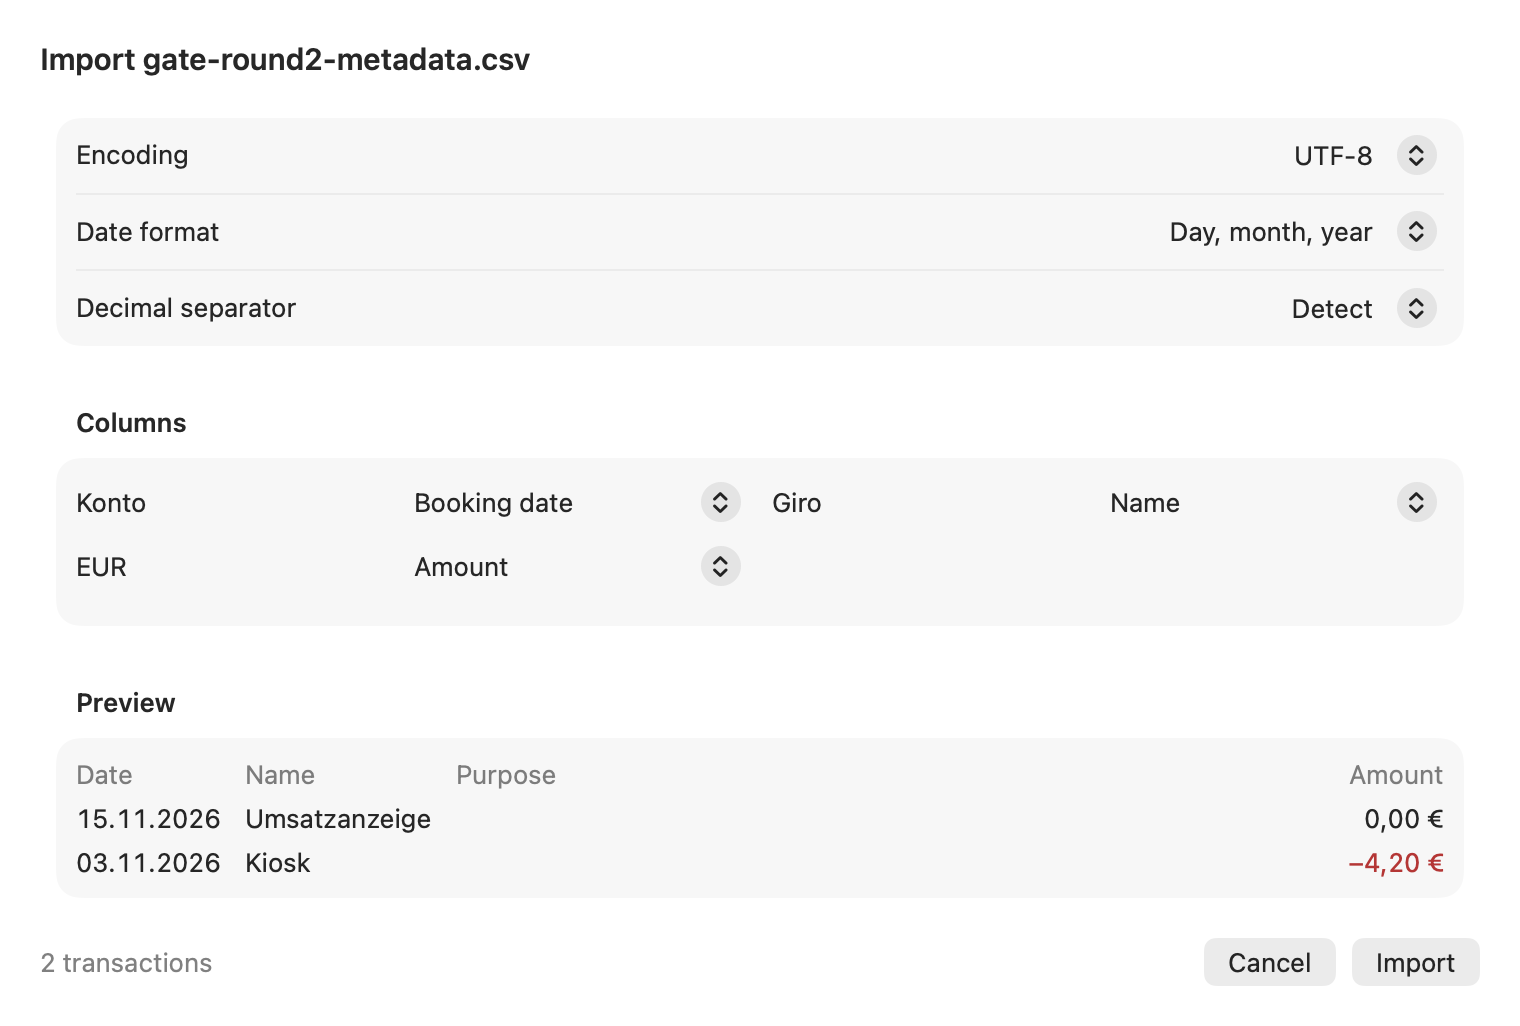 Import gate-round2-metadata.csv
Encoding UTF-8
Date format Day, month, year
Decimal separator Detect
Columns
Konto Booking date Giro Name
EUR Amount
Preview
Date Name Purpose Amount
15.11.2026 Umsatzanzeige 0,00 €
03.11.2026 Kiosk –4,20 €
2 transactions Cancel Import